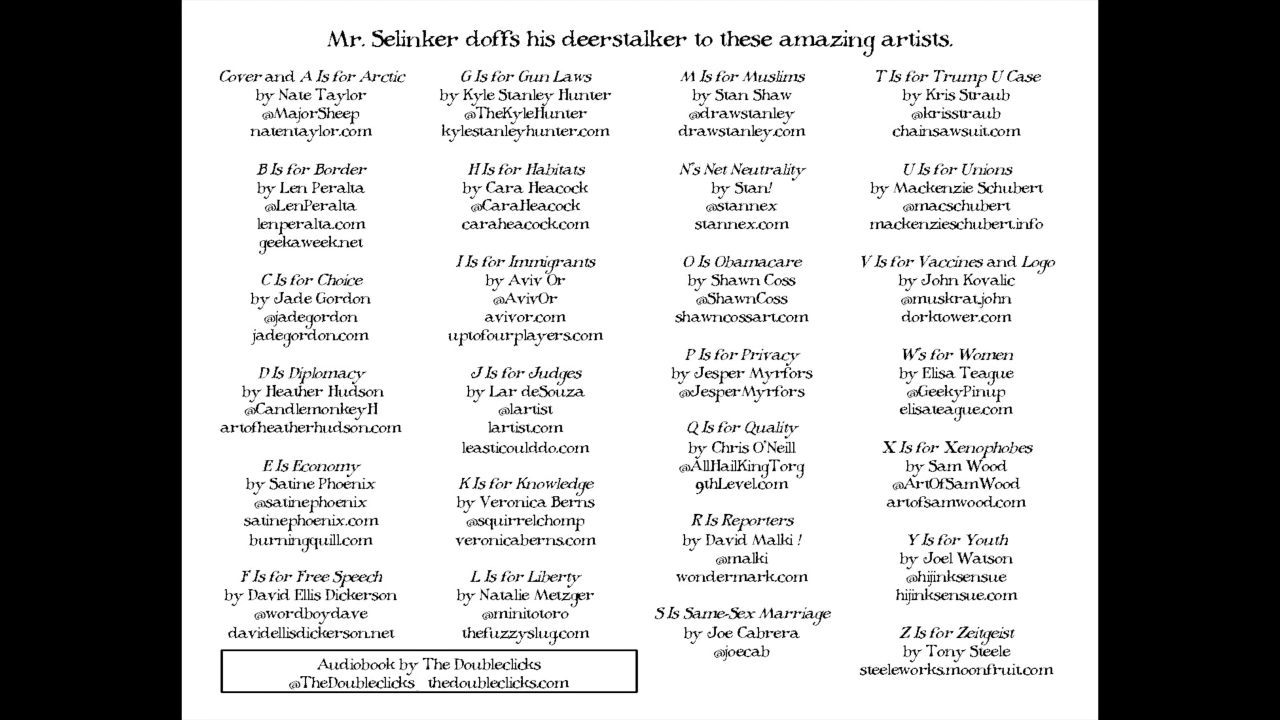 Mr. Selinker doffs his deerstalker to these amazing artists.
Cover and A Is for Arctic
by Nate Taylor
@MajorSheep
natentaylor.com
B Is for Border
by Len Peralta
@LenPeralta
lenperalta.com
geekaweek.net
C Is for Choice
by Jade Gordon
@jadegordon
jadegordon.com
D Is Diplomacy
by Heather Hudson
@CandlemonkeyH
artofheatherhudson.com
E Is Economy
by Satine Phoenix
@satinephoenix
satinephoenix.com
burningquill.com
F Is for Free Speech
by David Ellis Dickerson
@wordboydave
davidellisdickerson.net
G Is for Gun Laws
by Kyle Stanley Hunter
@TheKyleHunter
kylestanleyhunter.com
H Is for Habitats
by Cara Heacock
@CaraHeacock
caraheacock.com
I Is for Immigrants
by Aviv Or
@AvivOr
avivor.com
uptofourplayers.com
J Is for Judges
by Lar deSouza
@lartist
lartist.com
leasticoulddo.com
K Is for Knowledge
by Veronica Berns
@squirrelchomp
veronicaberns.com
L Is for Liberty
by Natalie Metzger
@minitotoro
thefuzzyslug.com
Audiobook by The Doubleclicks
@TheDoubleclicks thedoubleclicks.com
M Is for Muslims
by Stan Shaw
@drawstanley
drawstanley.com
N's Net Neutrality
by Stan!
@stannex
stannex.com
O Is Obamacare
by Shawn Coss
@ShawnCoss
shawncossart.com
P Is for Privacy
by Jesper Myrfors
@JesperMyrfors
Q Is for Quality
by Chris O'Neill
@AllHailKingTorg
9thLevel.com
R Is Reporters
by David Malki !
@malki
wondermark.com
S Is Same-Sex Marriage
by Joe Cabrera
@joecab
T Is for Trump U Case
by Kris Straub
@krisstraub
chainsawsuit.com
U Is for Unions
by Mackenzie Schubert
@macschubert
mackenzieschubert.info
V Is for Vaccines and Logo
by John Kovalic
@muskratjohn
dorktower.com
W's for Women
by Elisa Teague
@GeekyPinup
elisateague.com
X Is for Xenophobes
by Sam Wood
@ArtOfSamWood
artofsamwood.com
Y Is for Youth
by Joel Watson
@hijinksensue
hijinksensue.com
Z Is for Zeitgeist
by Tony Steele
steeleworks.moonfruit.com